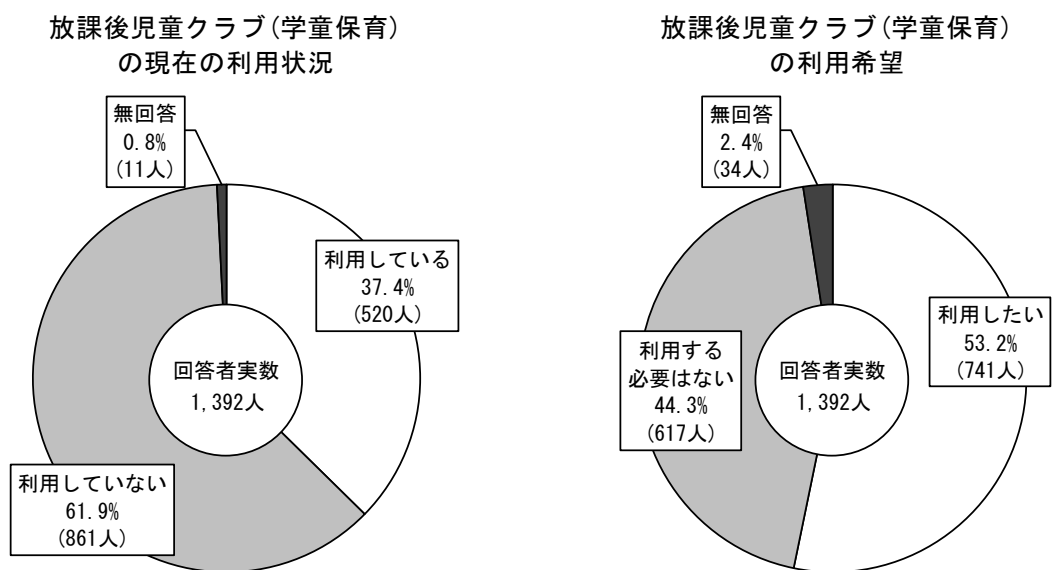 放課後児童クラブ(学童保育)
の現在の利用状況
無回答
0.8%
(11人)
利用している
37.4%
(520人)
回答者実数
1,392人
利用していない
61.9%
(861人)
放課後児童クラブ(学童保育)
の利用希望
無回答
2.4%
(34人)
利用したい
53.2%
(741人)
利用する
必要はない
44.3%
(617人)
回答者実数
1,392人